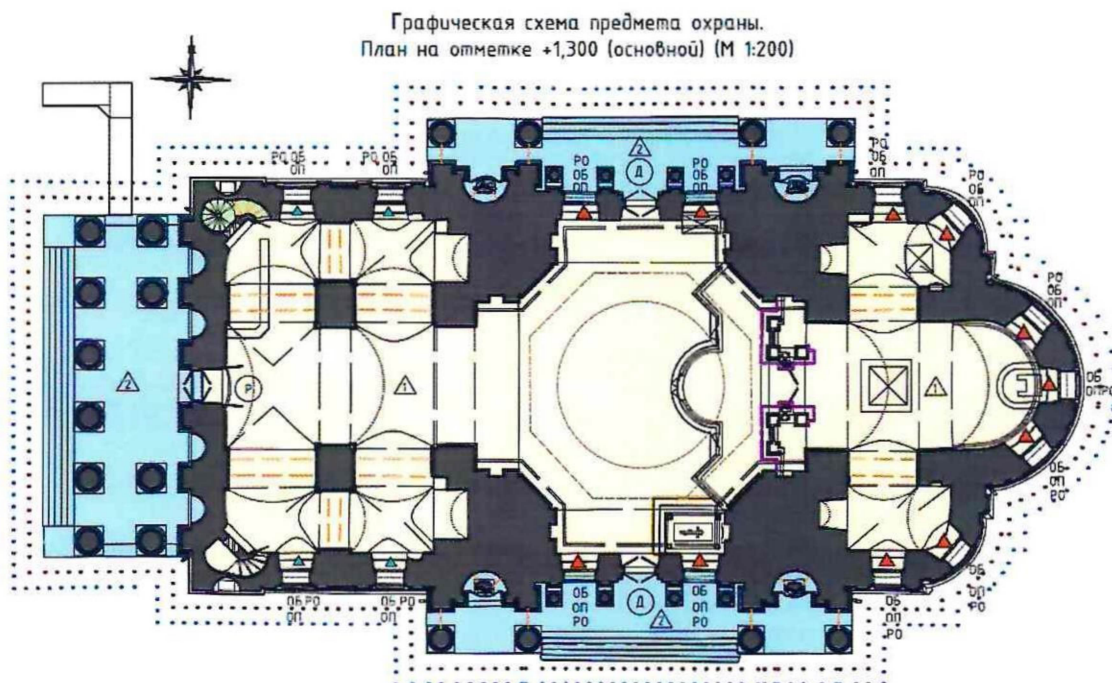 Графическая схема предмета охраны.
План на отметке +1,300 (основной) (М 1:200)
РО ОБ
ОП
РО ОБ
ОП
2
Д
РО
ОБ
ОП
РО
ОБ
ОП
РО
ОБ
ОП
РО
ОБ
ОП
РО
ОБ
ОП
2
Р
1
1
ОБ
ОП РО
ОБ
ОП
РО
ОБ РО
ОП
ОБ РО
ОП
ОБ
ОП
РО
Д
2
ОБ
ОП
РО
ОБ
ОП
РО
ОБ
ОП
РО